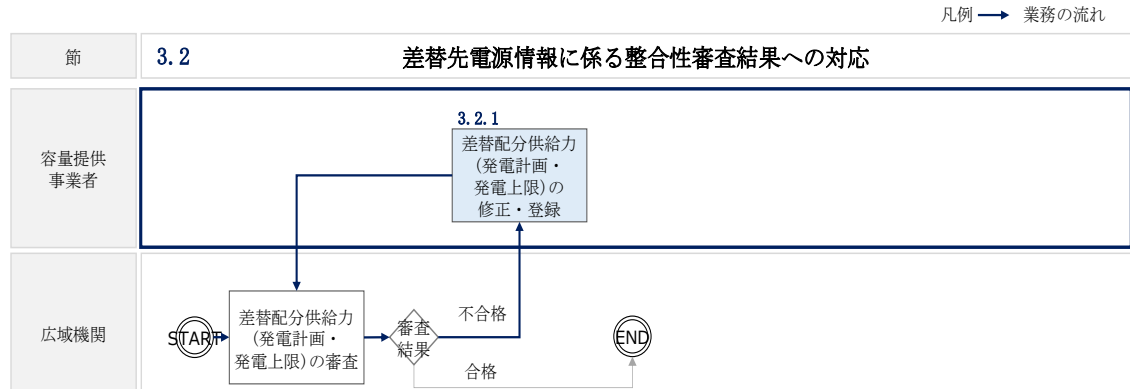 凡例 業務の流れ
節 3.2 差替先電源情報に係る整合性審査結果への対応
容量提供
事業者
3.2.1
差替配分供給力
(発電計画・
発電上限)の
修正・登録
広域機関
START
差替配分供給力
(発電計画・
発電上限)の審査
審査
結果
不合格
合格
END